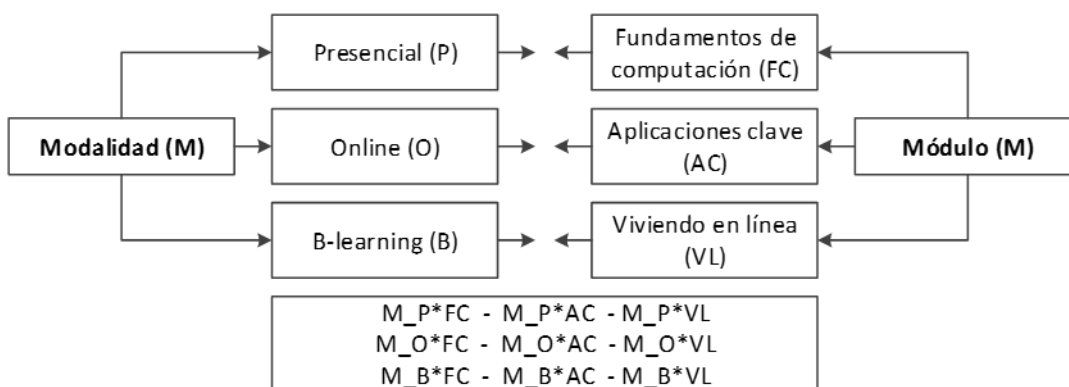 Presencial (P)
Fundamentos de
computación (FC)
Modalidad (M)
Online (O)
Aplicaciones clave
(AC)
Módulo (M)
B-learning (B)
Viviendo en línea
(VL)
M_P*FC - M_P*AC - M_P*VL
M_O*FC - M_O*AC - M_O*VL
M_B*FC - M_B*AC - M_B*VL